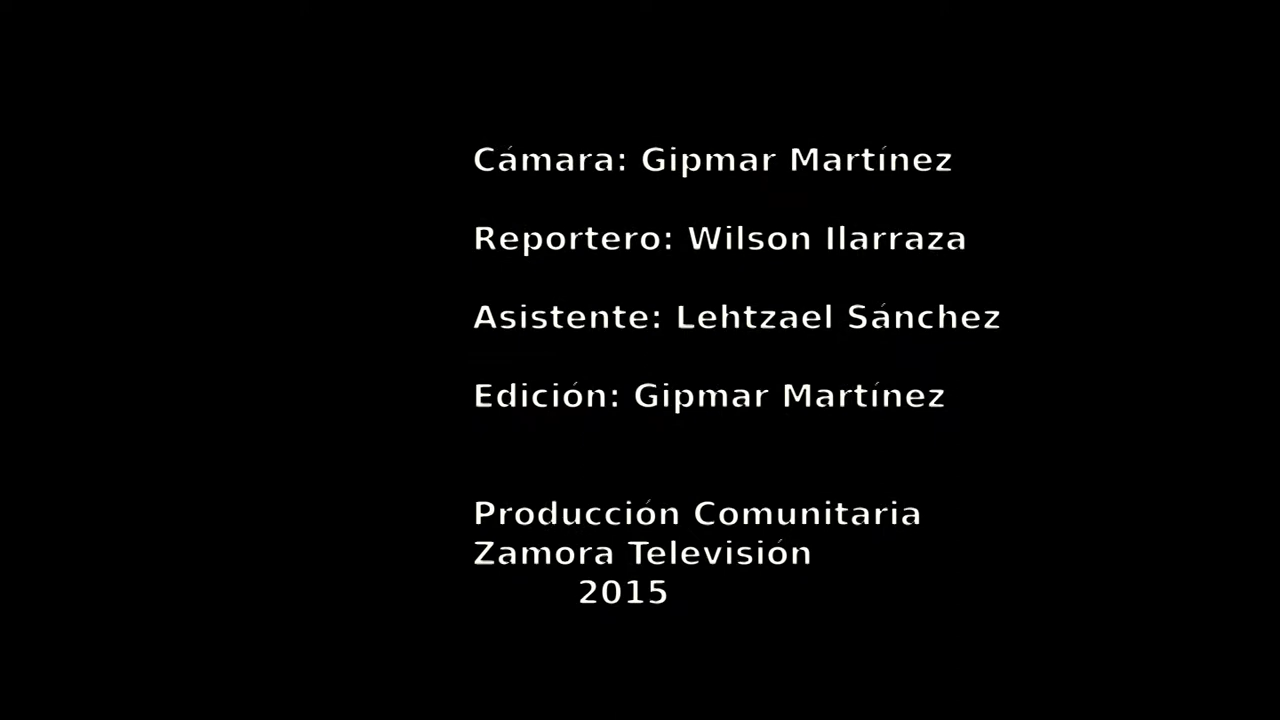 Cámara: Gipmar Martínez
Reportero: Wilson Ilarraza
Asistente: Lehtzael Sánchez
Edición: Gipmar Martínez
Producción Comunitaria
Zamora Televisión
2015